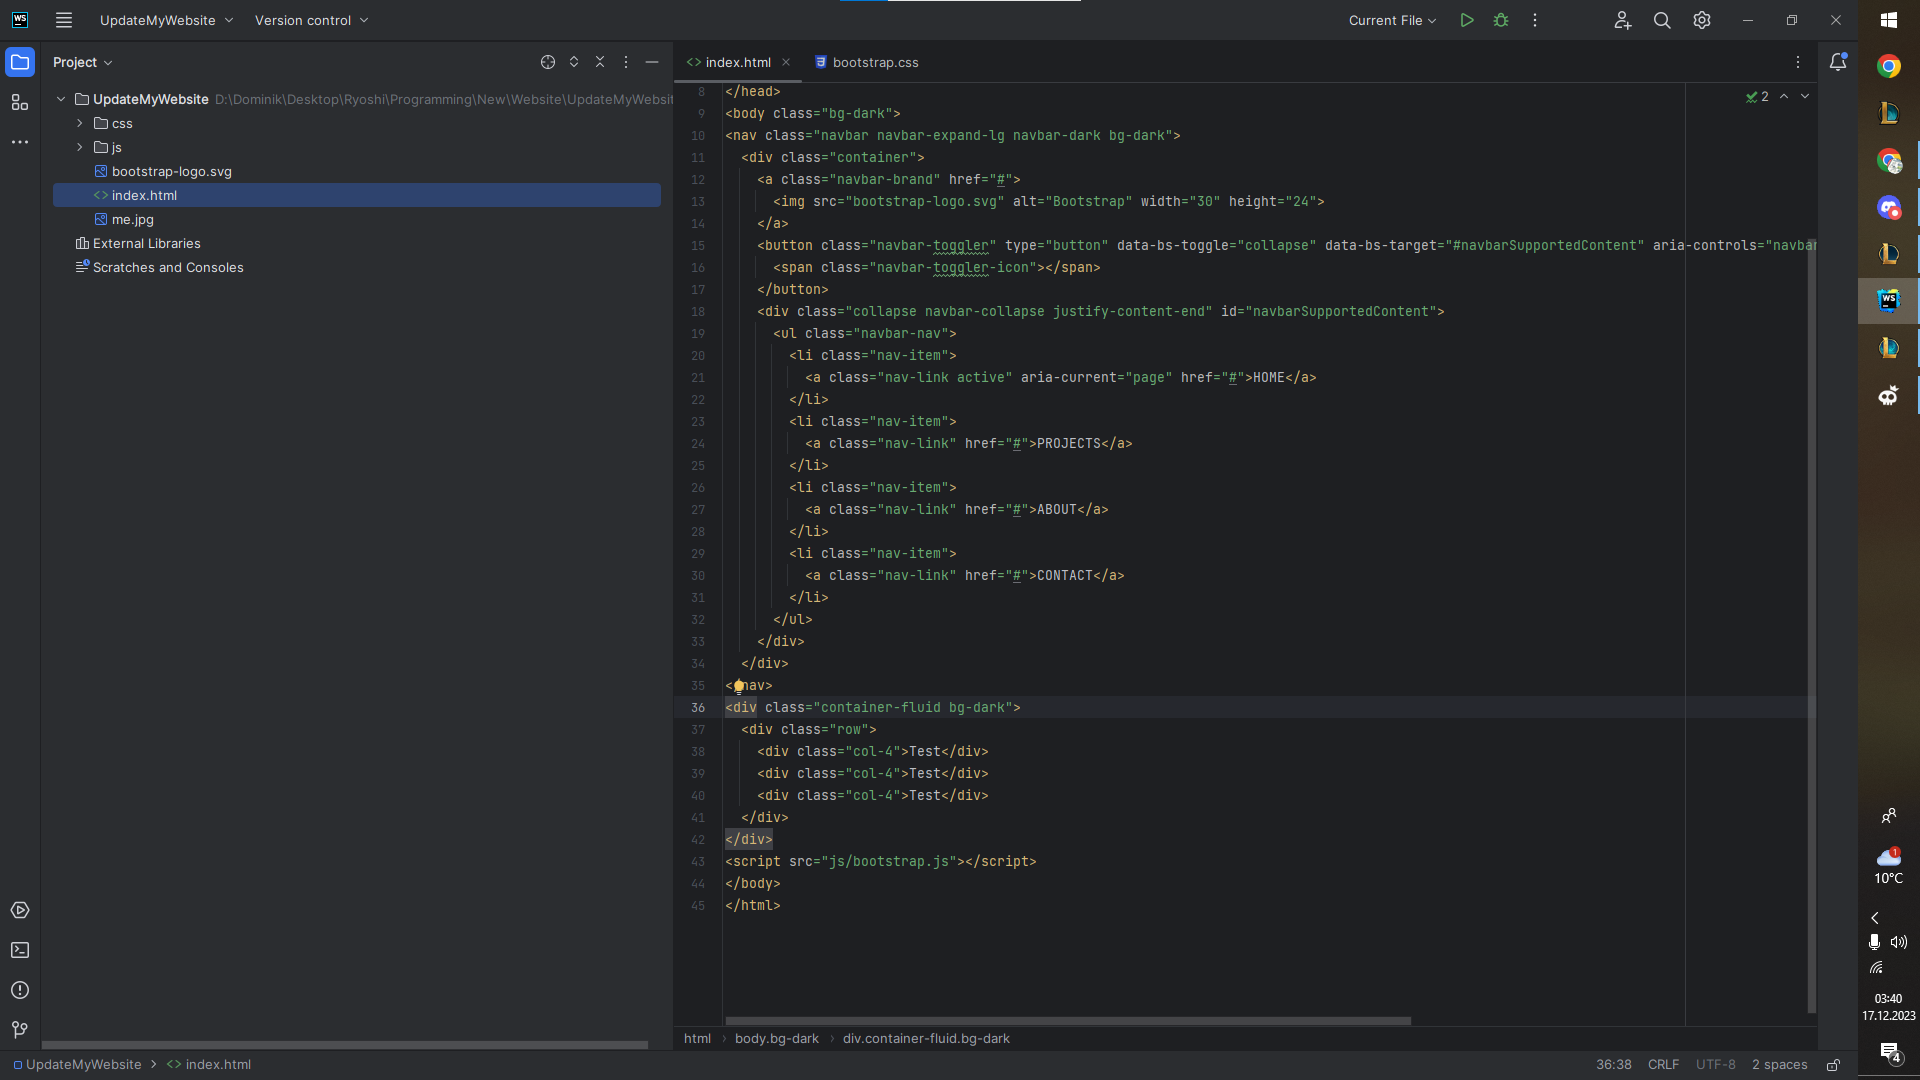 WS
UpdateMyWebsite
Version control
Current File
Project
index.html
bootstrap.css
UpdateMyWebsite D:\Dominik\Desktop\Ryoshi\Programming\New\Website\UpdateMyWebsit
css
js
bootstrap-logo.svg
index.html
me.jpg
External Libraries
Scratches and Consoles
2
8 </head>
9 <body class="bg-dark">
10 <nav class="navbar navbar-expand-lg navbar-dark bg-dark">
11 <div class="container">
12 <a class="navbar-brand" href="#">
13 <img src="bootstrap-logo.svg" alt="Bootstrap" width="30" height="24">
14 </a>
15 <button class="navbar-toggler" type="button" data-bs-toggle="collapse" data-bs-target="#navbarSupportedContent" aria-controls="navbar
16 <span class="navbar-toggler-icon"></span>
17 </button>
18 <div class="collapse navbar-collapse justify-content-end" id="navbarSupportedContent">
19 <ul class="navbar-nav">
20 <li class="nav-item">
21 <a class="nav-link active" aria-current="page" href="#">HOME</a>
22 </li>
23 <li class="nav-item">
24 <a class="nav-link" href="#">PROJECTS</a>
25 </li>
26 <li class="nav-item">
27 <a class="nav-link" href="#">ABOUT</a>
28 </li>
29 <li class="nav-item">
30 <a class="nav-link" href="#">CONTACT</a>
31 </li>
32 </ul>
33 </div>
34 </div>
35 < nav>
36 <div class="container-fluid bg-dark">
37 <div class="row">
38 <div class="col-4">Test</div>
39 <div class="col-4">Test</div>
40 <div class="col-4">Test</div>
41 </div>
42 </div>
43 <script src="js/bootstrap.js"></script>
44 </body>
45 </html>
html
body.bg-dark
div.container-fluid.bg-dark
UpdateMyWebsite
index.html
36:38
CRLF
UTF-8
2 spaces
WS
1
10°C
03:40
17.12.2023
4